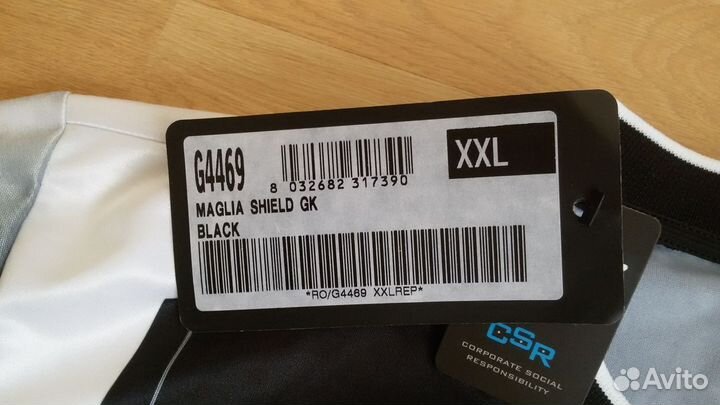 G4469
XXL
8 032682 317390
MAGLIA SHIELD GK
BLACK
*RO/G4469 XXLREP*
CSR
CORPORATE SOCIAL
RESPONSIBILITY
Avito